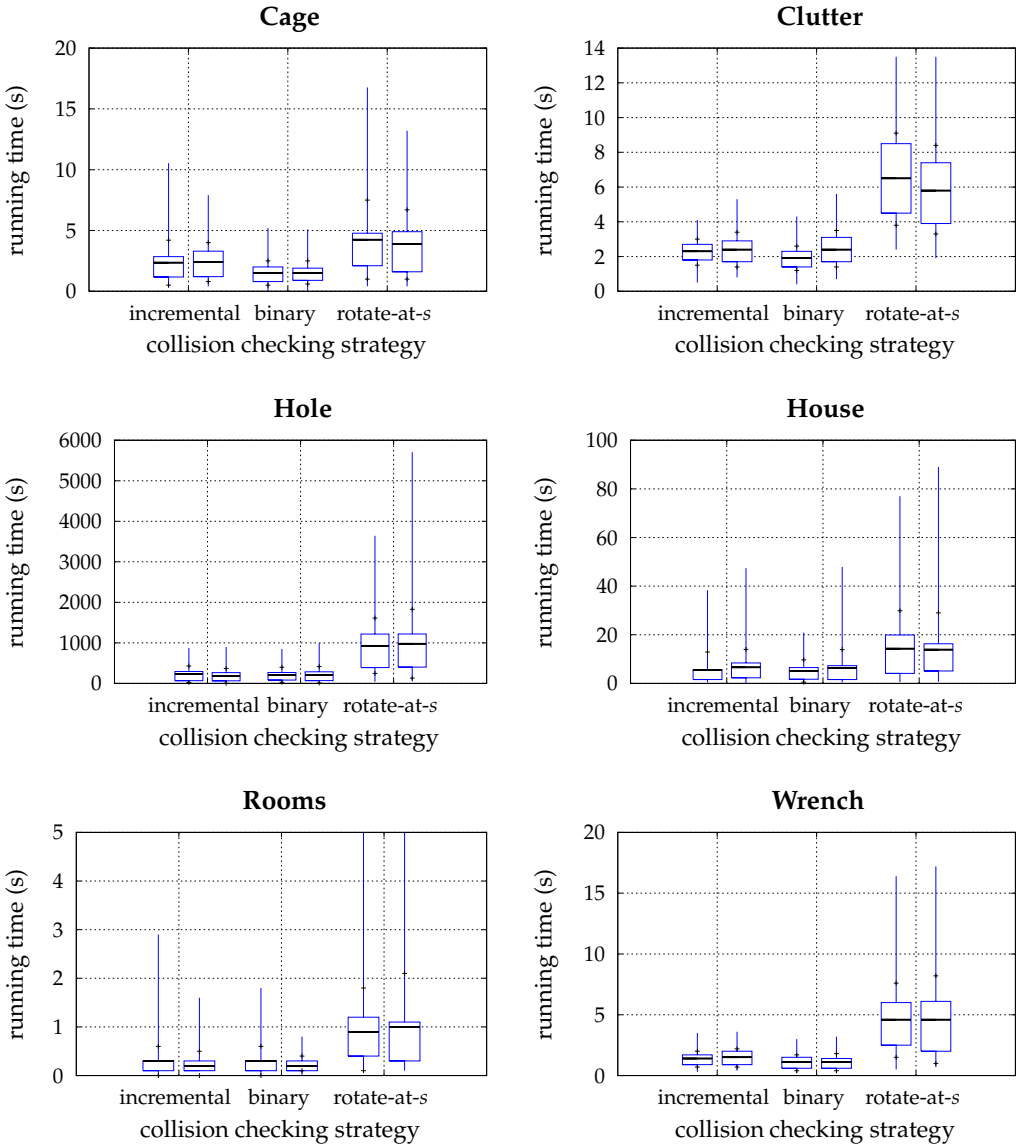 Cage
running time (s)
20
15
10
5
0
incremental binary rotate-at-s
collision checking strategy
Clutter
running time (s)
14
12
10
8
6
4
2
0
incremental binary rotate-at-s
collision checking strategy
Hole
running time (s)
6000
5000
4000
3000
2000
1000
0
incremental binary rotate-at-s
collision checking strategy
House
running time (s)
100
80
60
40
20
0
incremental binary rotate-at-s
collision checking strategy
Rooms
running time (s)
5
4
3
2
1
0
incremental binary rotate-at-s
collision checking strategy
Wrench
running time (s)
20
15
10
5
0
incremental binary rotate-at-s
collision checking strategy